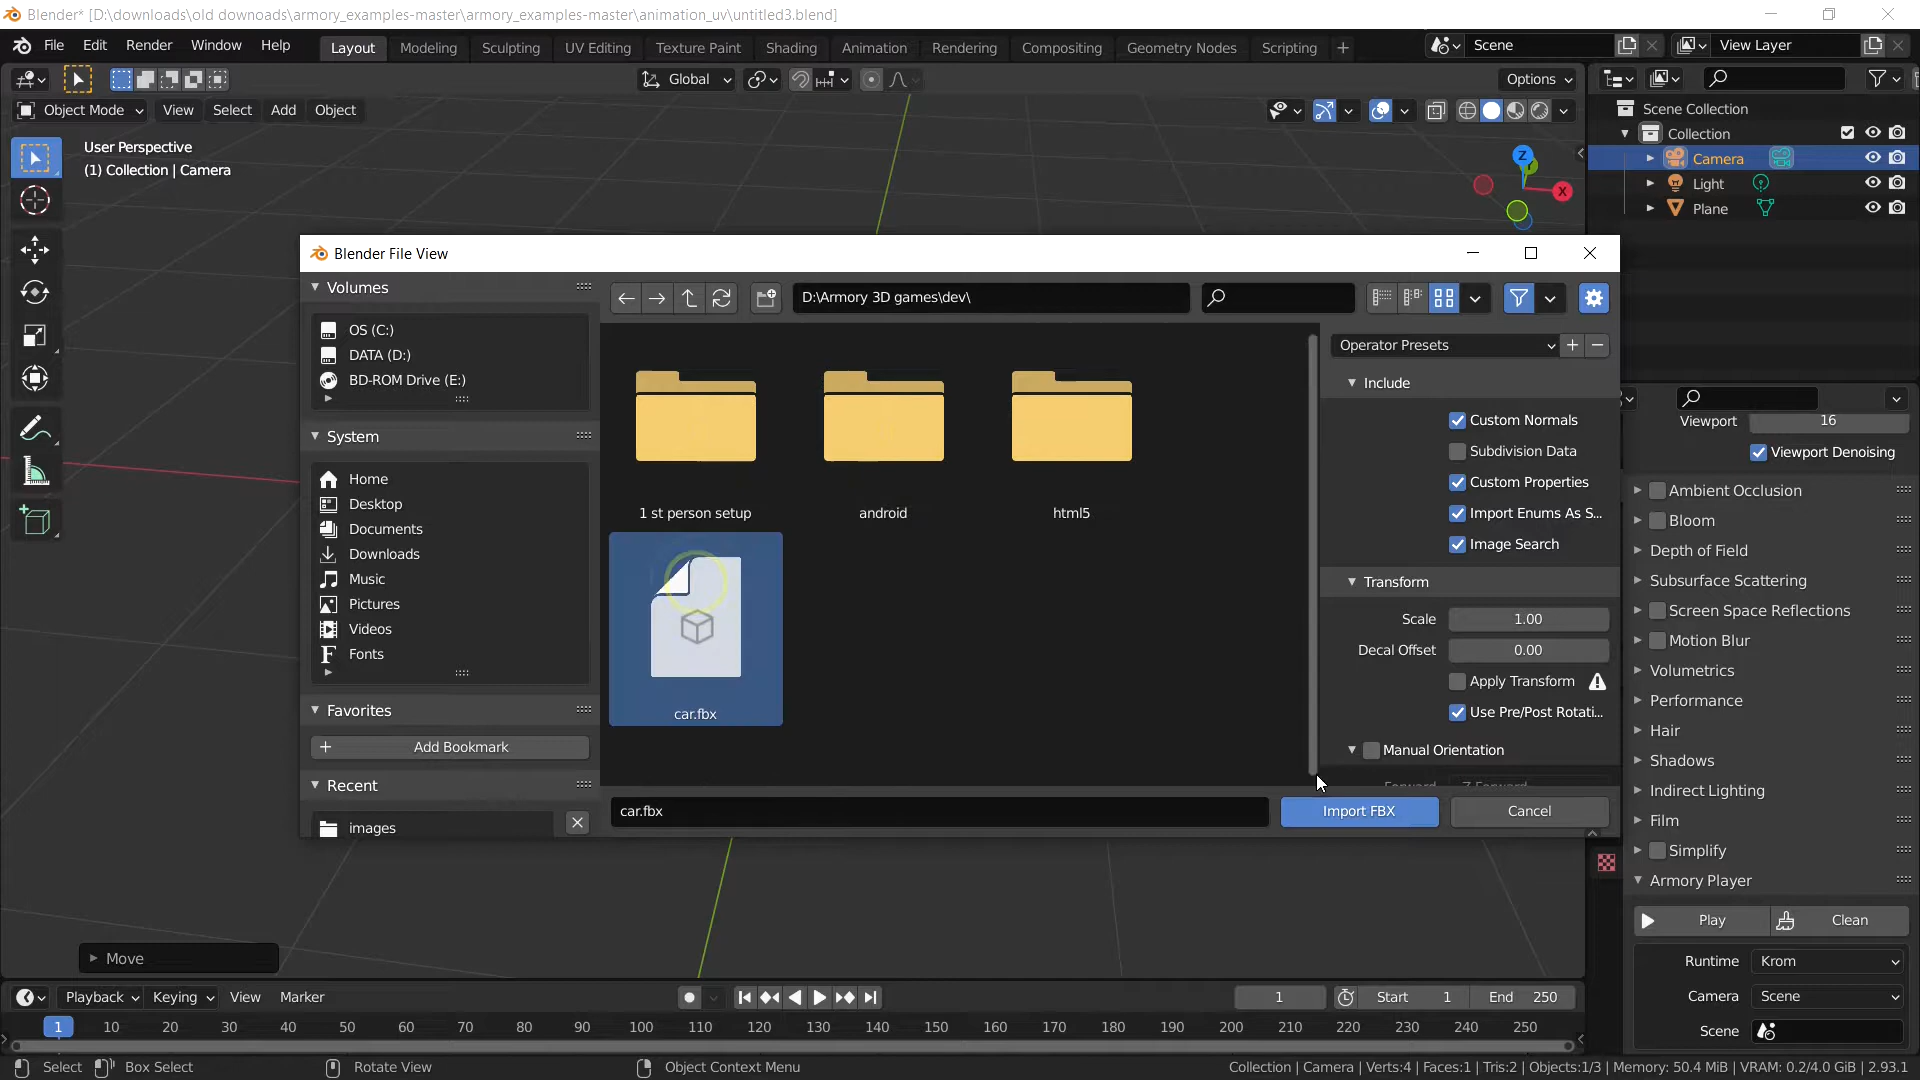 Blender* [D:\downloads\old downoads\armory_examples-master\armory_examples-master\animation_uv\untitled3.blend]
File Edit Render Window Help Layout Modeling Sculpting UV Editing Texture Paint Shading Animation Rendering Compositing Geometry Nodes Scripting + Scene View Layer
Global Options
Object Mode View Select Add Object
User Perspective
(1) Collection | Camera
Z
X
Scene Collection
Collection
Camera
Light
Plane
Blender File View
Volumes
OS (C:)
DATA (D:)
BD-ROM Drive (E:)
System
Home
Desktop
Documents
Downloads
Music
Pictures
Videos
Fonts
Favorites
+ Add Bookmark
Recent
images
D:\Armory 3D games\dev\
1 st person setup
android
html5
car.fbx
car.fbx
Operator Presets
Include
Custom Normals
Subdivision Data
Custom Properties
Import Enums As S...
Image Search
Transform
Scale 1.00
Decal Offset 0.00
Apply Transform
Use Pre/Post Rotati...
Manual Orientation
Import FBX Cancel
Viewport 16
Viewport Denoising
Ambient Occlusion
Bloom
Depth of Field
Subsurface Scattering
Screen Space Reflections
Motion Blur
Volumetrics
Performance
Hair
Shadows
Indirect Lighting
Film
Simplify
Armory Player
Play Clean
Runtime Krom
Camera Scene
Scene
Move
Playback Keying View Marker 1 Start 1 End 250
1 10 20 30 40 50 60 70 80 90 100 110 120 130 140 150 160 170 180 190 200 210 220 230 240 250
Select Box Select Rotate View Object Context Menu Collection | Camera | Verts:4 | Faces:1 | Tris:2 | Objects:1/3 | Memory: 50.4 MiB | VRAM: 0.2/4.0 GiB | 2.93.1